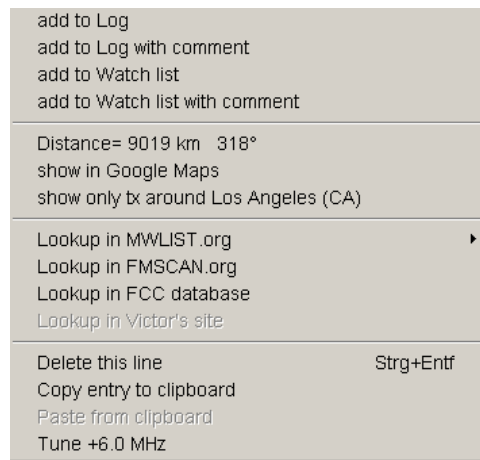 add to Log
add to Log with comment
add to Watch list
add to Watch list with comment
Distance= 9019 km 318°
show in Google Maps
show only tx around Los Angeles (CA)
Lookup in MWLIST.org
Lookup in FMSCAN.org
Lookup in FCC database
Lookup in Victor's site
Delete this line Strg+Entf
Copy entry to clipboard
Paste from clipboard
Tune +6.0 MHz